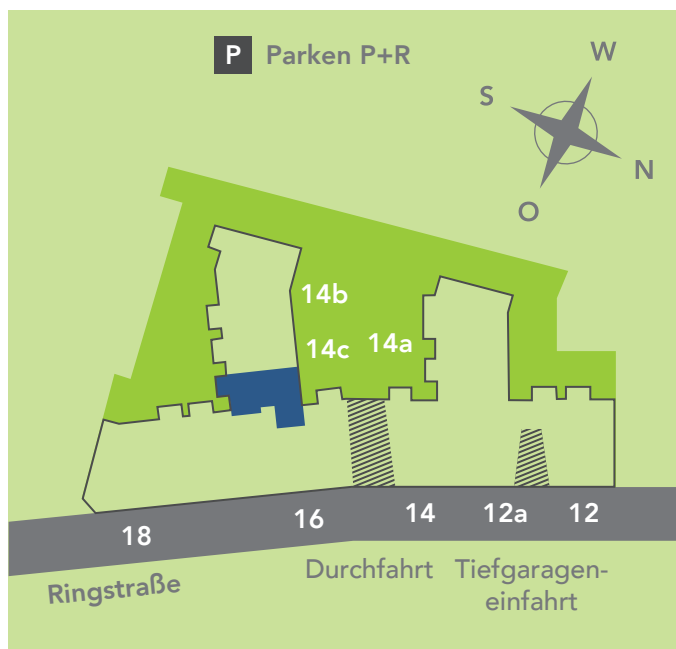 P Parken P+R
W
S
N
O
14b
14c 14a
18 16 14 12a 12
Ringstraße
Durchfahrt
Tiefgaragen-
einfahrt